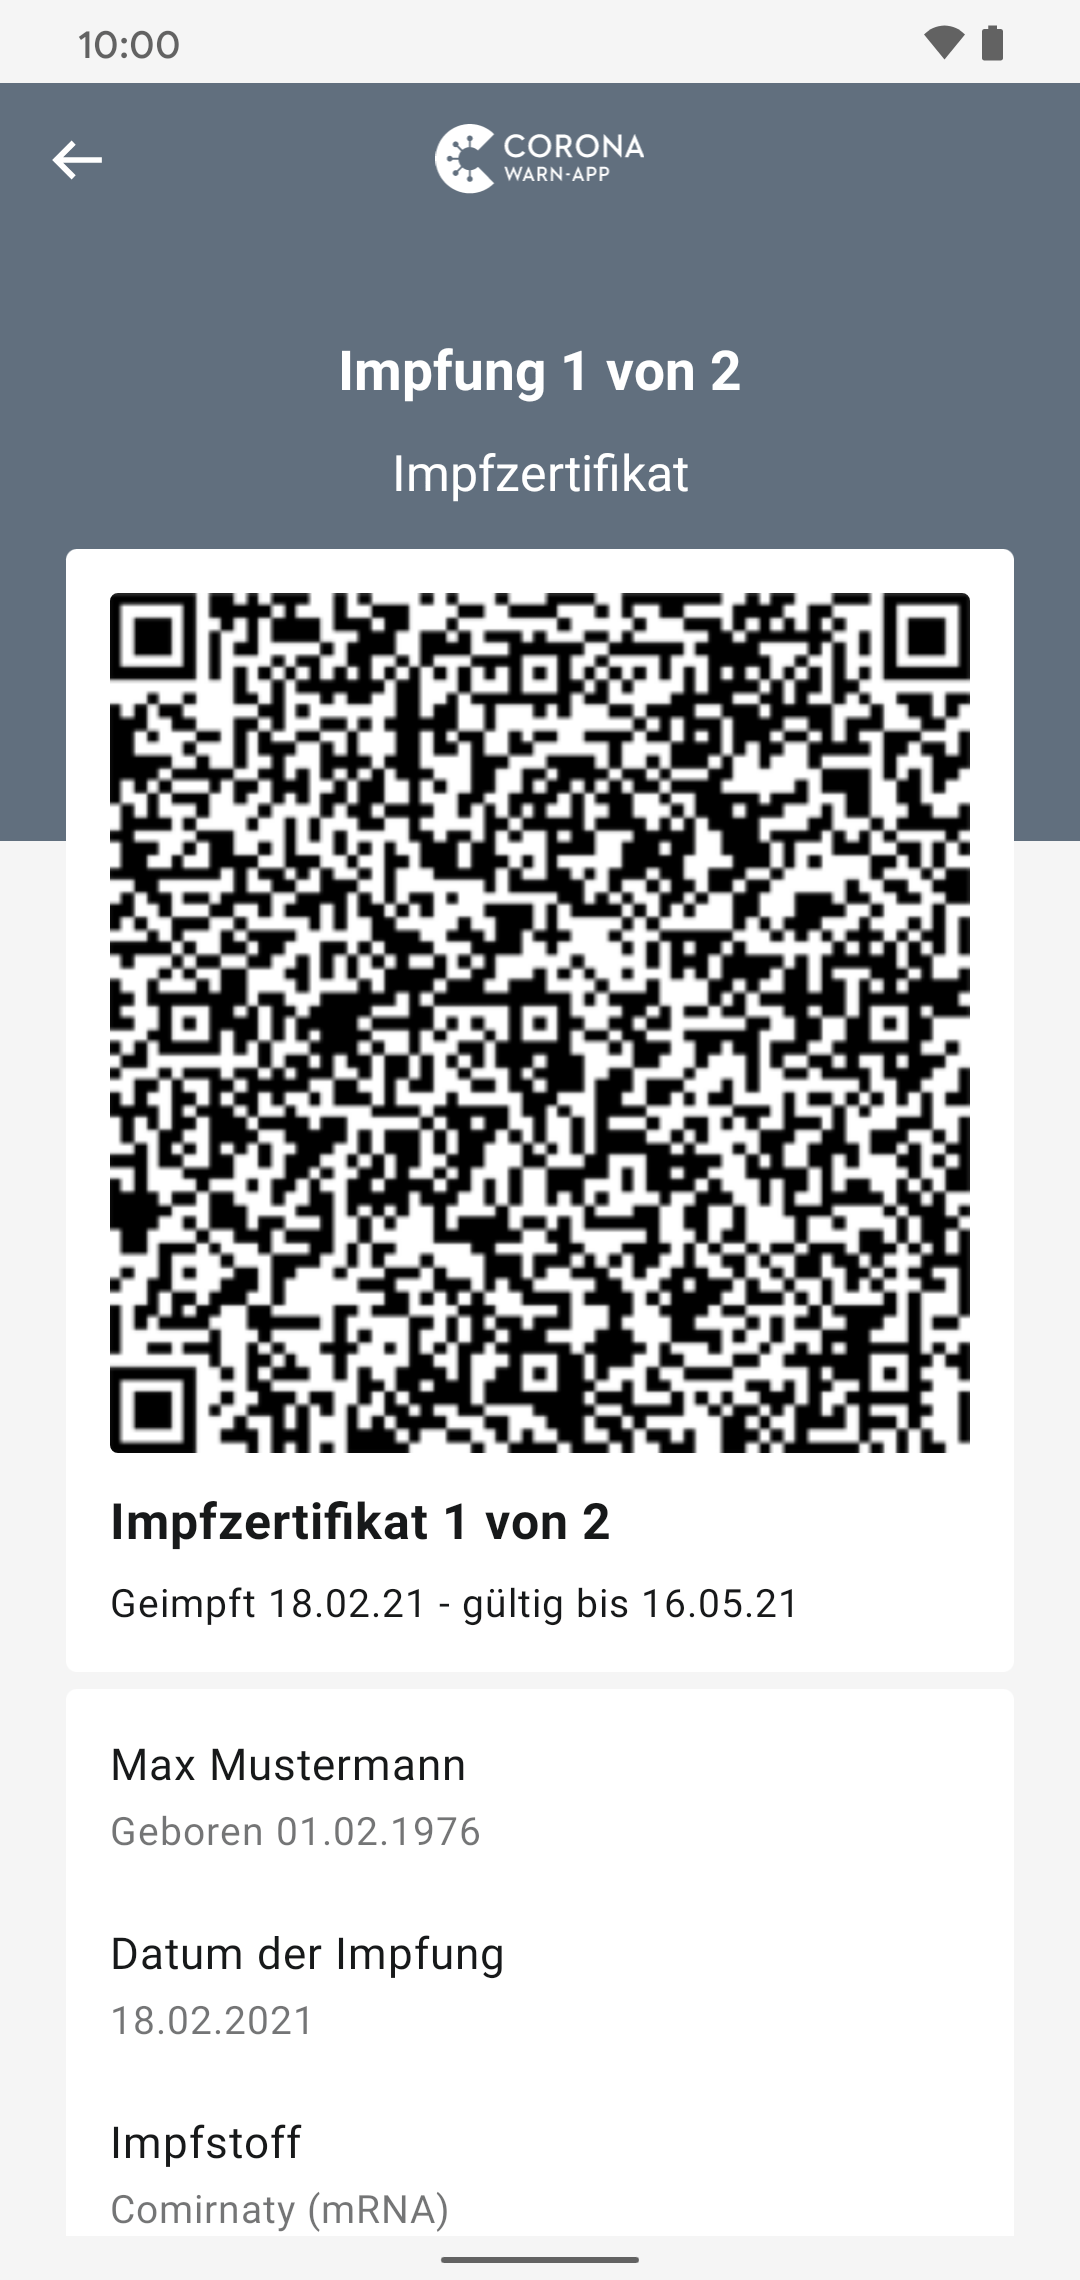 10:00
CORONA
WARN-APP
Impfung 1 von 2
Impfzertifikat
Impfzertifikat 1 von 2
Geimpft 18.02.21 - gültig bis 16.05.21
Max Mustermann
Geboren 01.02.1976
Datum der Impfung
18.02.2021
Impfstoff
Comirnaty (mRNA)